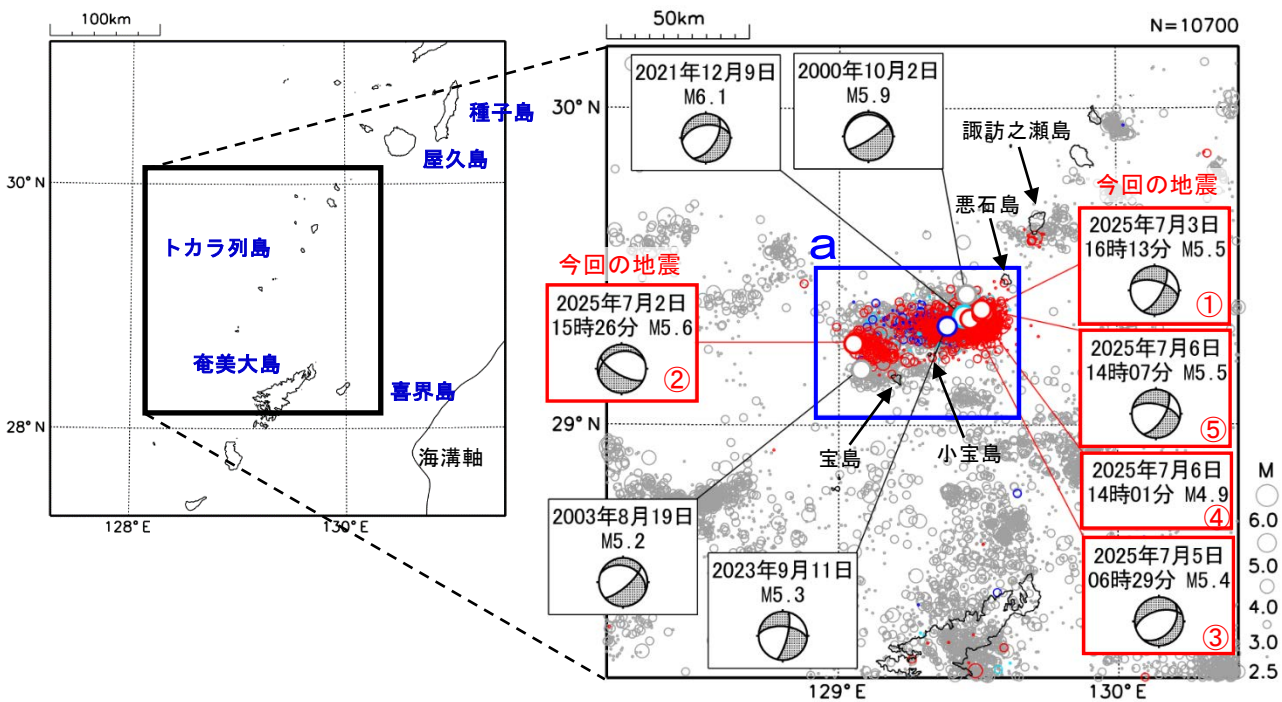 100km
30°N
28°N
128°E
130°E
種子島
屋久島
トカラ列島
奄美大島
喜界島
海溝軸
50km
N=10700
30°N
29°N
129°E
130°E
2021年12月9日
M6.1
2000年10月2日
M5.9
諏訪之瀬島
悪石島
今回の地震
2025年7月3日
16時13分 M5.5
①
a
今回の地震
2025年7月2日
15時26分 M5.6
②
2025年7月6日
14時07分 M5.5
⑤
宝島
小宝島
2025年7月6日
14時01分 M4.9
④
2003年8月19日
M5.2
2023年9月11日
M5.3
2025年7月5日
06時29分 M5.4
③
M
6.0
5.0
4.0
3.0
2.5